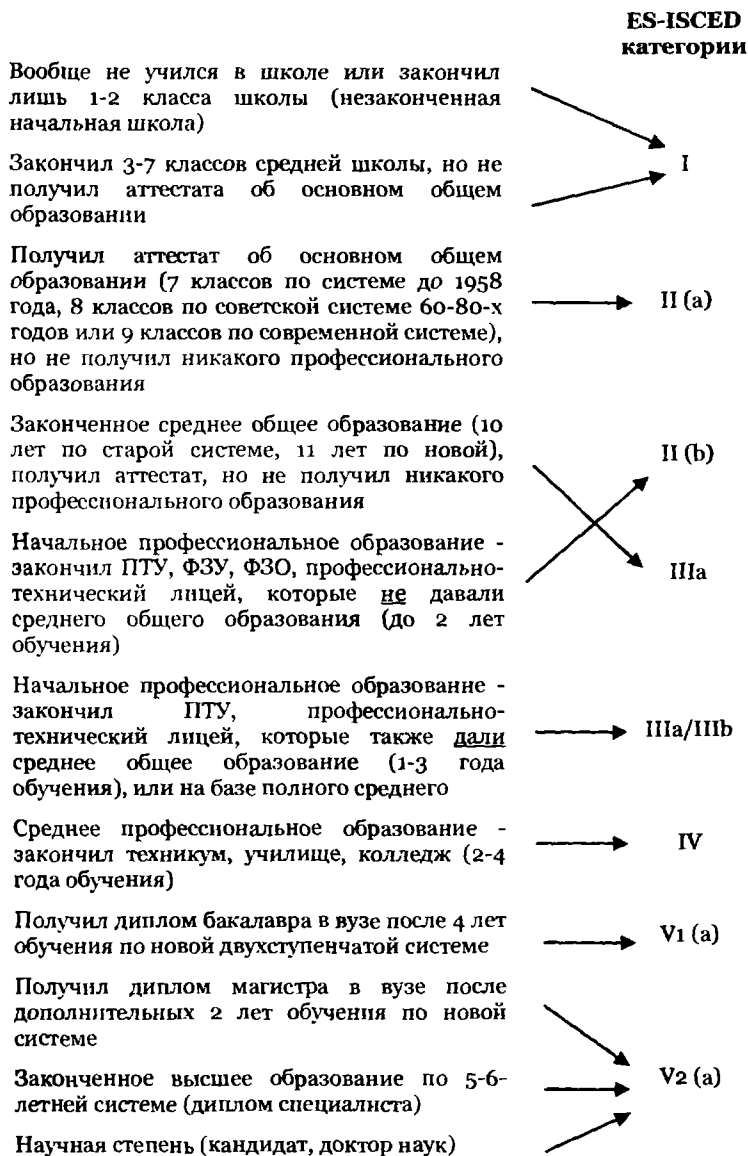 ES-ISCED
категории
Вообще не учился в школе или закончил
лишь 1-2 класса школы (незаконченная
начальная школа)
I
Закончил 3-7 классов средней школы, но не
получил аттестата об основном общем
образовании
Получил аттестат об основном общем
образовании (7 классов по системе до 1958
года, 8 классов по советской системе 60-80-х
годов или 9 классов по современной системе),
но не получил никакого профессионального
образования
II (a)
Законченное среднее общее образование (10
лет по старой системе, 11 лет по новой),
получил аттестат, но не получил никакого
профессионального образования
II (b)
Начальное профессиональное образование -
закончил ПТУ, ФЗУ, ФЗО, профессионально-
технический лицей, которые не давали
среднего общего образования (до 2 лет
обучения)
IIIa
Начальное профессиональное образование -
закончил ПТУ, профессионально-
технический лицей, которые также дали
среднее общее образование (1-3 года
обучения), или на базе полного среднего
IIIa/IIIb
Среднее профессиональное образование -
закончил техникум, училище, колледж (2-4
года обучения)
IV
Получил диплом бакалавра в вузе после 4 лет
обучения по новой двухступенчатой системе
V1 (a)
Получил диплом магистра в вузе после
дополнительных 2 лет обучения по новой
системе
Законченное высшее образование по 5-6-
летней системе (диплом специалиста)
V2 (a)
Научная степень (кандидат, доктор наук)